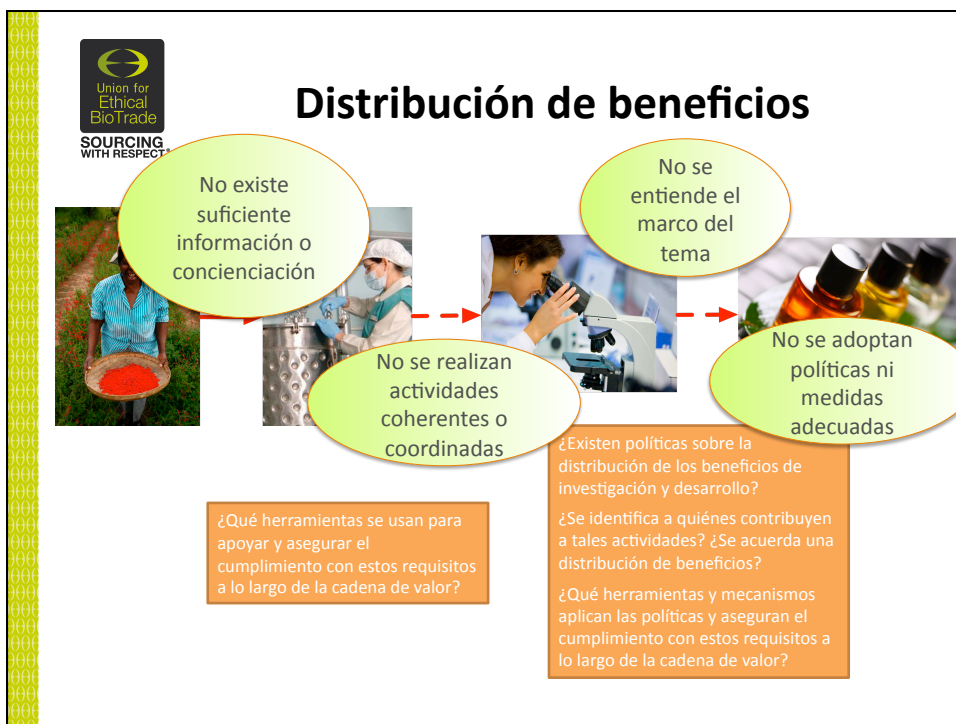 Union for
Ethical
BioTrade
SOURCING
WITH RESPECT®
Distribución de beneficios
No existe
suficiente
información o
concienciación
No se
entiende el
marco del
tema
No se realizan
actividades
coherentes o
coordinadas
No se adoptan
políticas ni
medidas
adecuadas
¿Qué herramientas se usan para
apoyar y asegurar el
cumplimiento con estos requisitos
a lo largo de la cadena de valor?
¿Existen políticas sobre la
distribución de los beneficios de
investigación y desarrollo?
¿Se identifica a quiénes contribuyen
a tales actividades? ¿Se acuerda una
distribución de beneficios?
¿Qué herramientas y mecanismos
aplican las políticas y aseguran el
cumplimiento con estos requisitos a
lo largo de la cadena de valor?